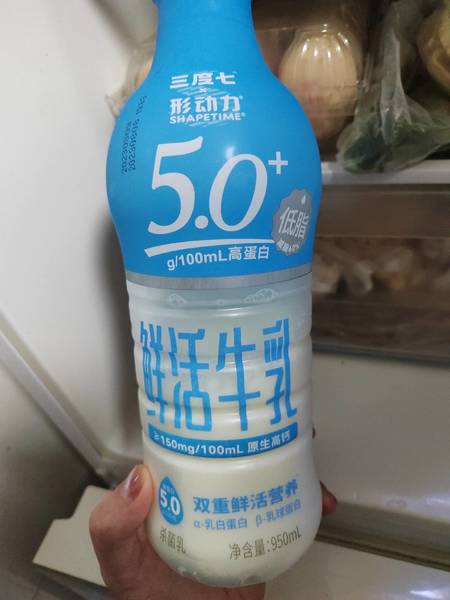 三度七
×
形动力®
SHAPETIME®
5.0+
g/100mL高蛋白
低脂
鲜活牛乳
≥150mg/100mL 原生高钙
5.0
双重鲜活营养
α-乳白蛋白 β-乳球蛋白
杀菌乳
净含量:950mL